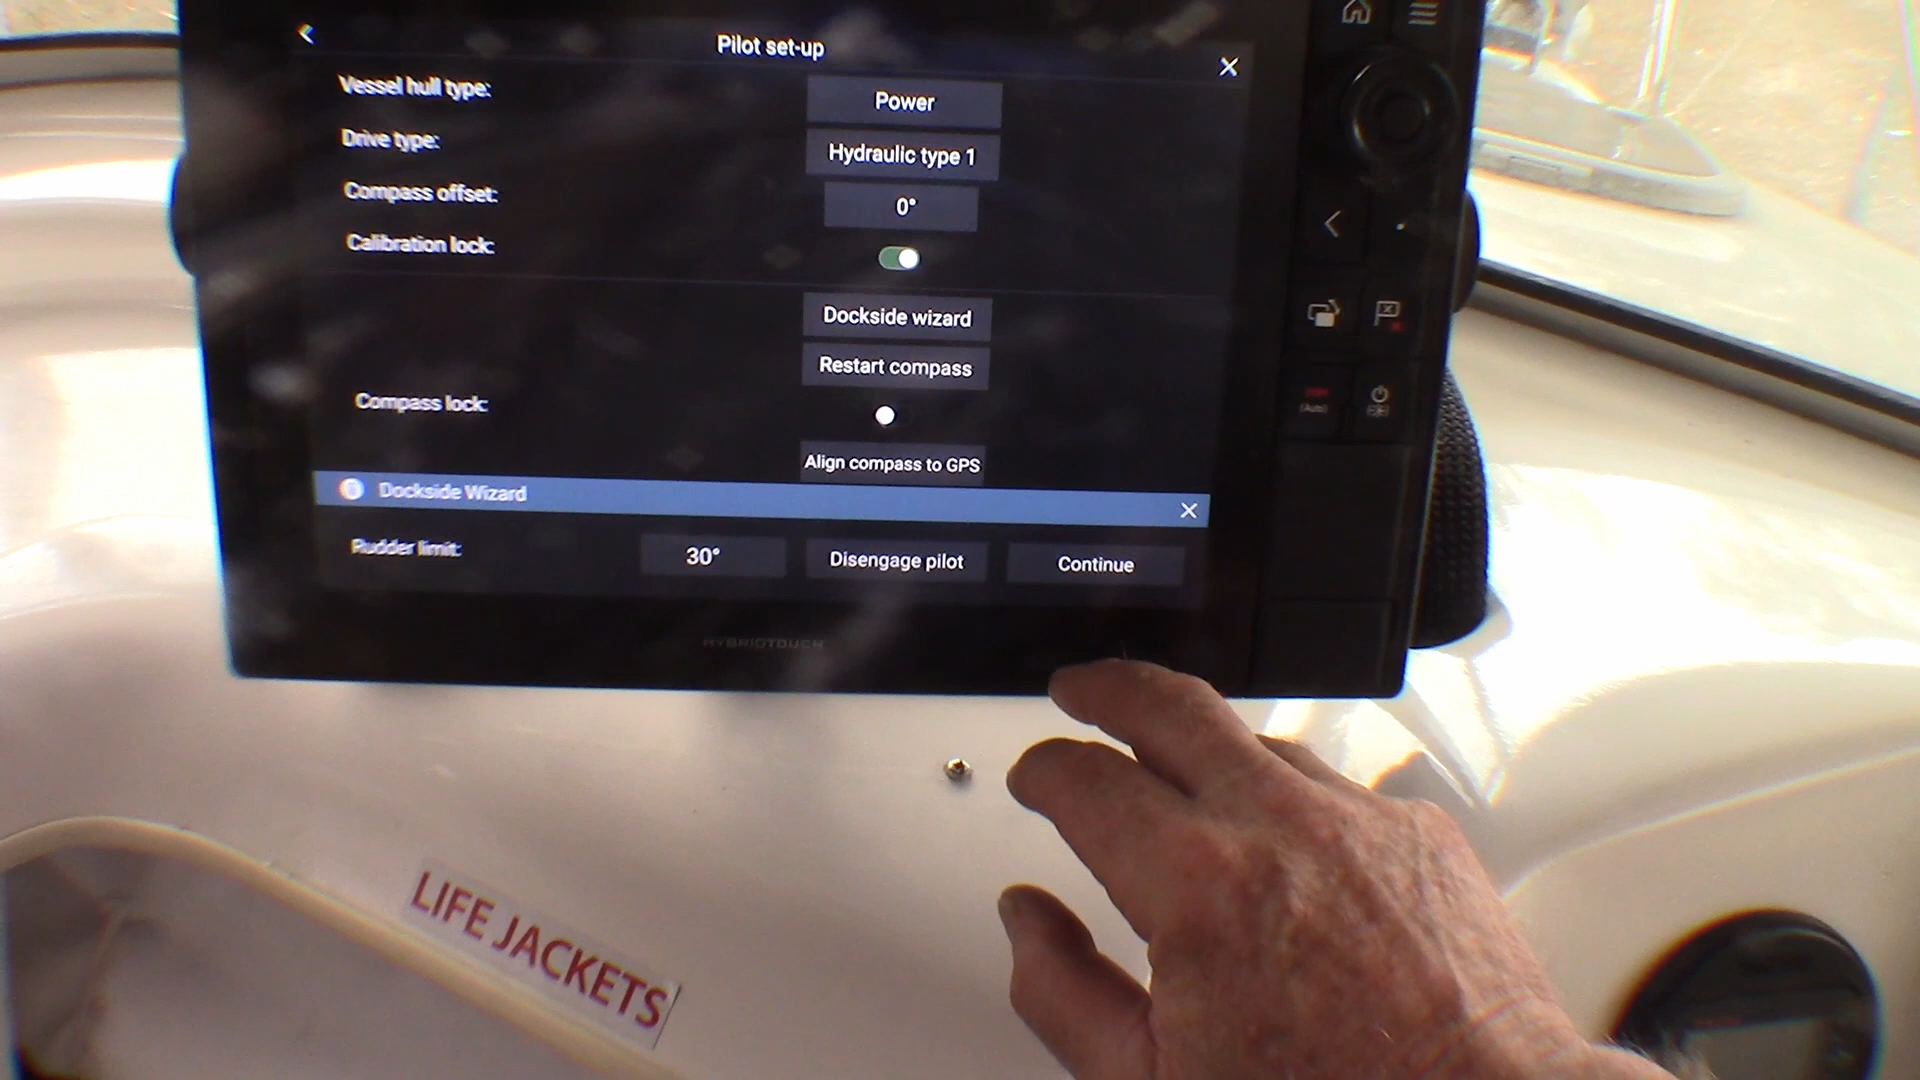 Pilot set-up
Vessel hull type:
Power
Drive type:
Hydraulic type 1
Compass offset:
0°
Calibration lock:
Dockside wizard
Restart compass
Compass lock:
Align compass to GPS
Dockside Wizard
Rudder limit:
30°
Disengage pilot
Continue
HYBRIDTOUCH
(Auto)
LIFE JACKETS